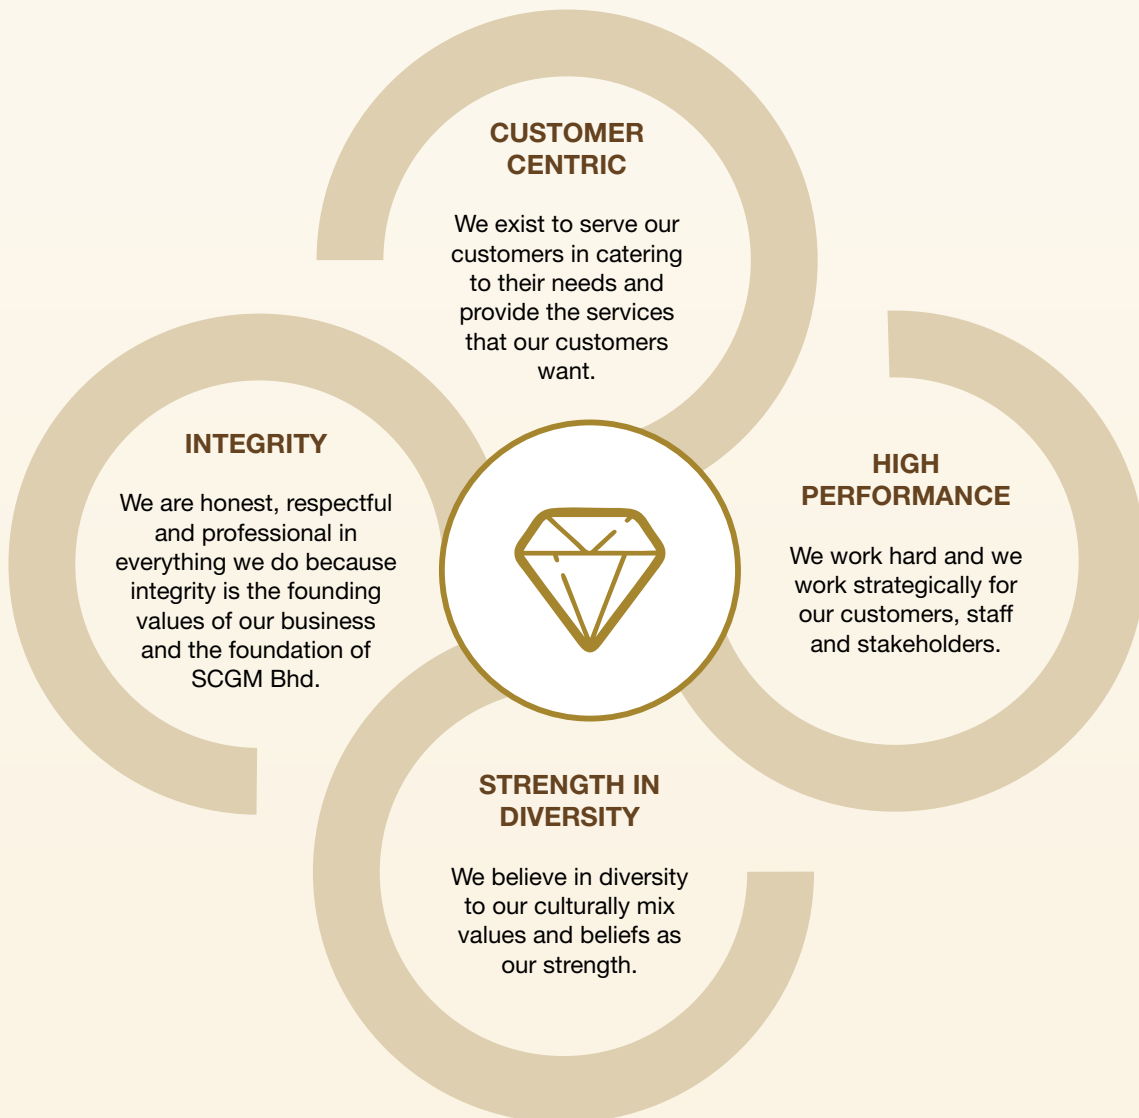 CUSTOMER
CENTRIC
We exist to serve our
customers in catering
to their needs and
provide the services
that our customers
want.
INTEGRITY
We are honest, respectful
and professional in
everything we do because
integrity is the founding
values of our business
and the foundation of
SCGM Bhd.
HIGH
PERFORMANCE
We work hard and we
work strategically for
our customers, staff
and stakeholders.
STRENGTH IN
DIVERSITY
We believe in diversity
to our culturally mix
values and beliefs as
our strength.